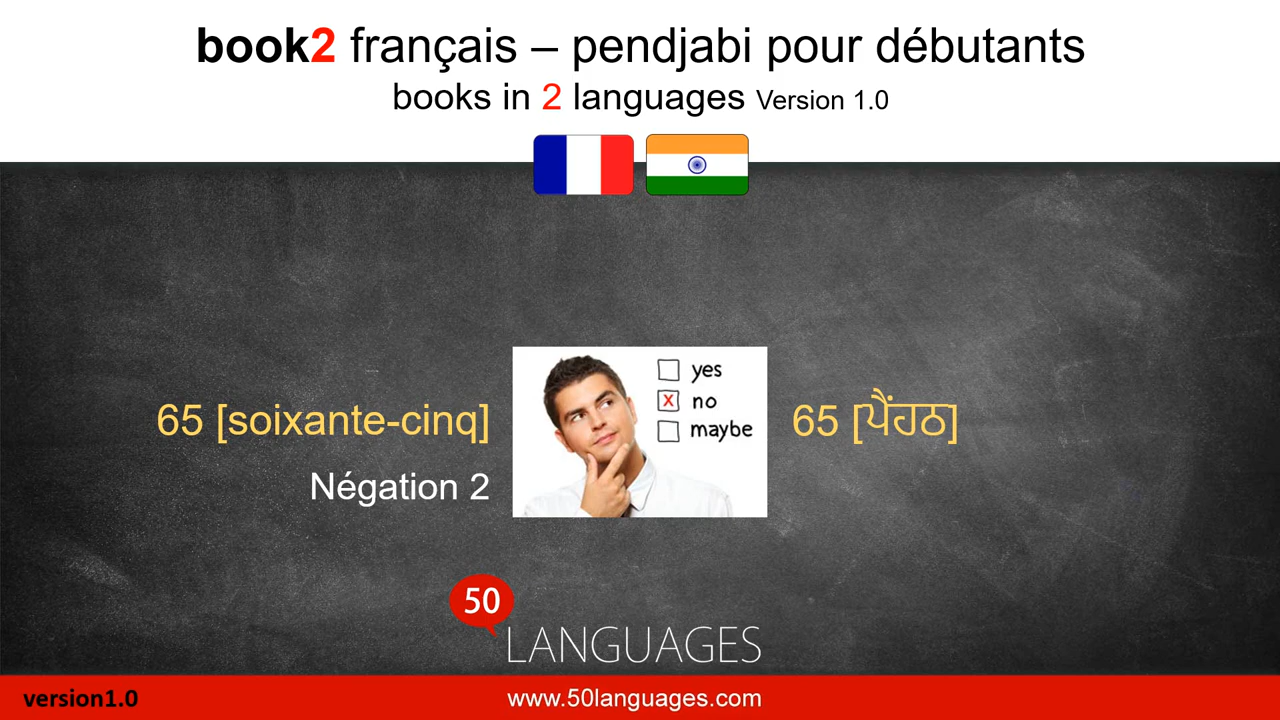 book2 français – pendjabi pour débutants
books in 2 languages Version 1.0
65 [soixante-cinq]
Négation 2
yes
x no
maybe
65 [ਪੈਂਹਠ]
50
LANGUAGES
version1.0
www.50languages.com